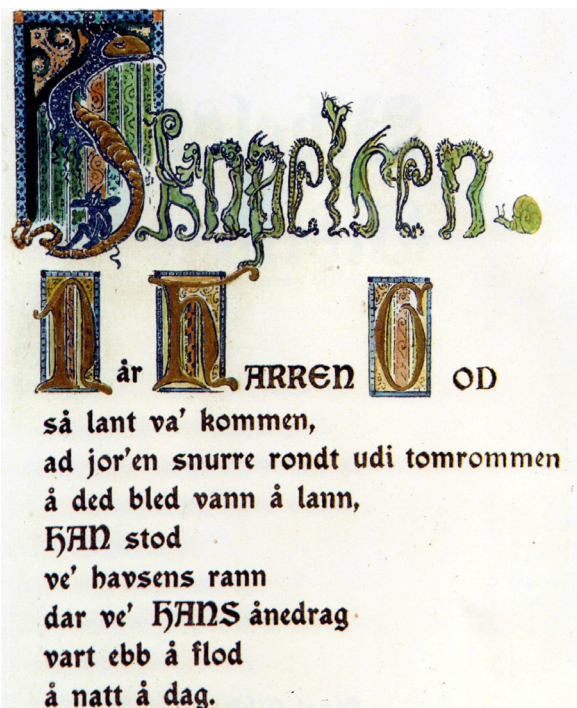 Skapelsen.
När HARREN GOD
så lant va' kommen,
ad jor'en snurre rondt udi tomrommen
å ded bled vann å lann,
HAN stod
ve' havsens rann
dar ve' HANS ånedrag
vart ebb å flod
å natt å dag.